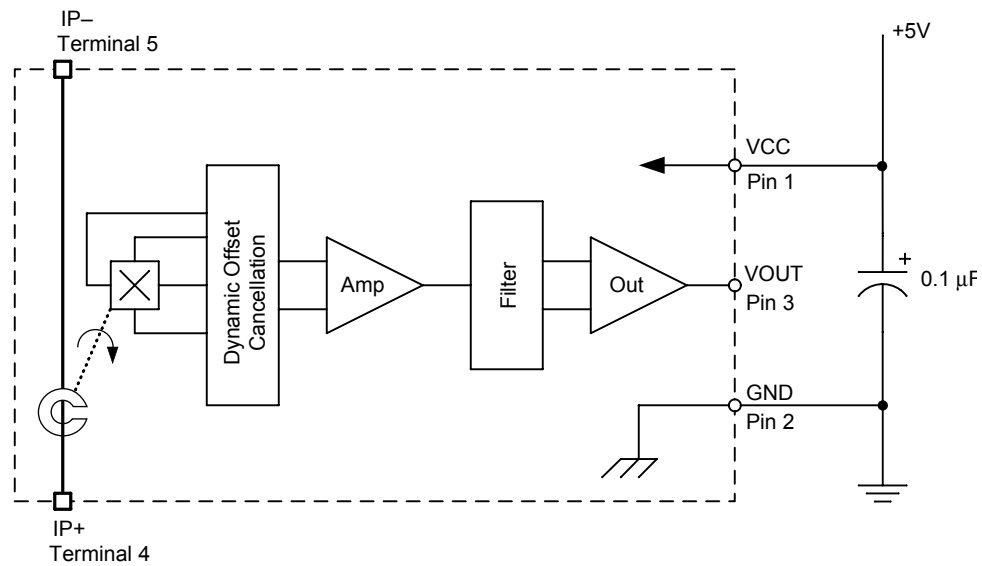 IP–
Terminal 5
+5V
VCC
Pin 1
Dynamic Offset
Cancellation
Amp
Filter
Out
VOUT
Pin 3
+
0.1 µF
GND
Pin 2
IP+
Terminal 4